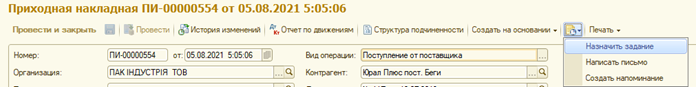 Приходная накладная ПИ-00000554 от 05.08.2021 5:05:06
Провести и закрыть Провести История изменений Дт Кт Отчет по движениям Структура подчиненности Создать на основании Печать
Назначить задание
Написать письмо
Создать напоминание
Номер: ПИ-00000554 от: 05.08.2021 5:05:06 Вид операции: Поступление от поставщика ...
Организация: ПАК ІНДУСТРІЯ ТОВ ... Контрагент: Юрал Плюс пост. Беги ...